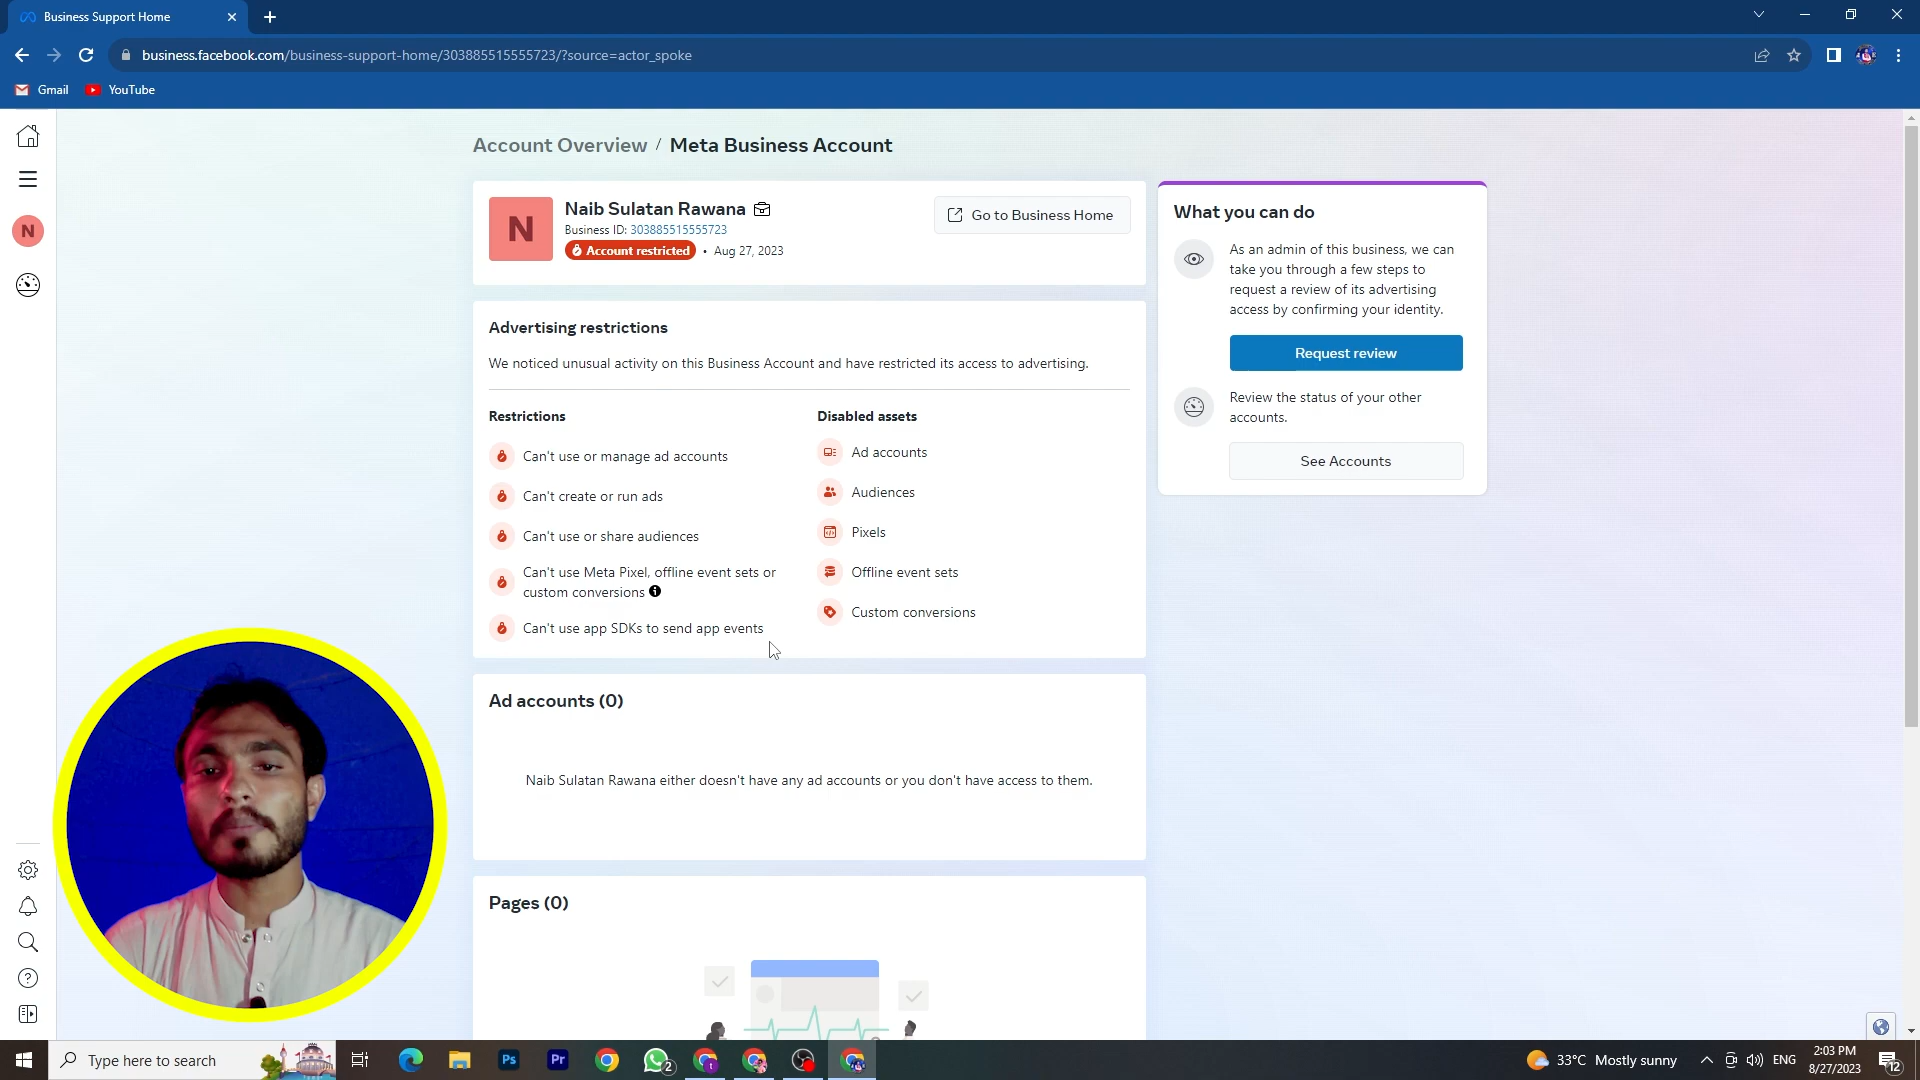 Business Support Home
business.facebook.com/business-support-home/303885515555723/?source=actor_spoke
Gmail
YouTube
Account Overview / Meta Business Account
N
Naib Sulatan Rawana
Business ID: 303885515555723
Account restricted • Aug 27, 2023
Go to Business Home
N
Advertising restrictions
We noticed unusual activity on this Business Account and have restricted its access to advertising.
Restrictions
Can't use or manage ad accounts
Can't create or run ads
Can't use or share audiences
Can't use Meta Pixel, offline event sets or
custom conversions
Can't use app SDKs to send app events
Disabled assets
Ad accounts
Audiences
Pixels
Offline event sets
Custom conversions
What you can do
As an admin of this business, we can
take you through a few steps to
request a review of its advertising
access by confirming your identity.
Request review
Review the status of your other
accounts.
See Accounts
Ad accounts (0)
Naib Sulatan Rawana either doesn't have any ad accounts or you don't have access to them.
Pages (0)
Type here to search
Ps
Pr
2
t
33°C Mostly sunny
ENG
2:03 PM
8/27/2023
12